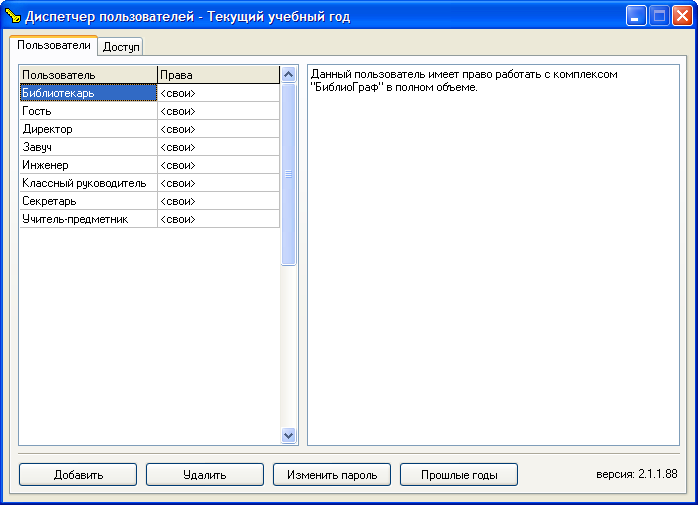 Диспетчер пользователей - Текущий учебный год
Пользователи Доступ
Пользователь Права
Библиотекарь <свои>
Гость <свои>
Директор <свои>
Завуч <свои>
Инженер <свои>
Классный руководитель <свои>
Секретарь <свои>
Учитель-предметник <свои>
Данный пользователь имеет право работать с комплексом
"БиблиоГраф" в полном объеме.
Добавить Удалить Изменить пароль Прошлые годы версия: 2.1.1.88